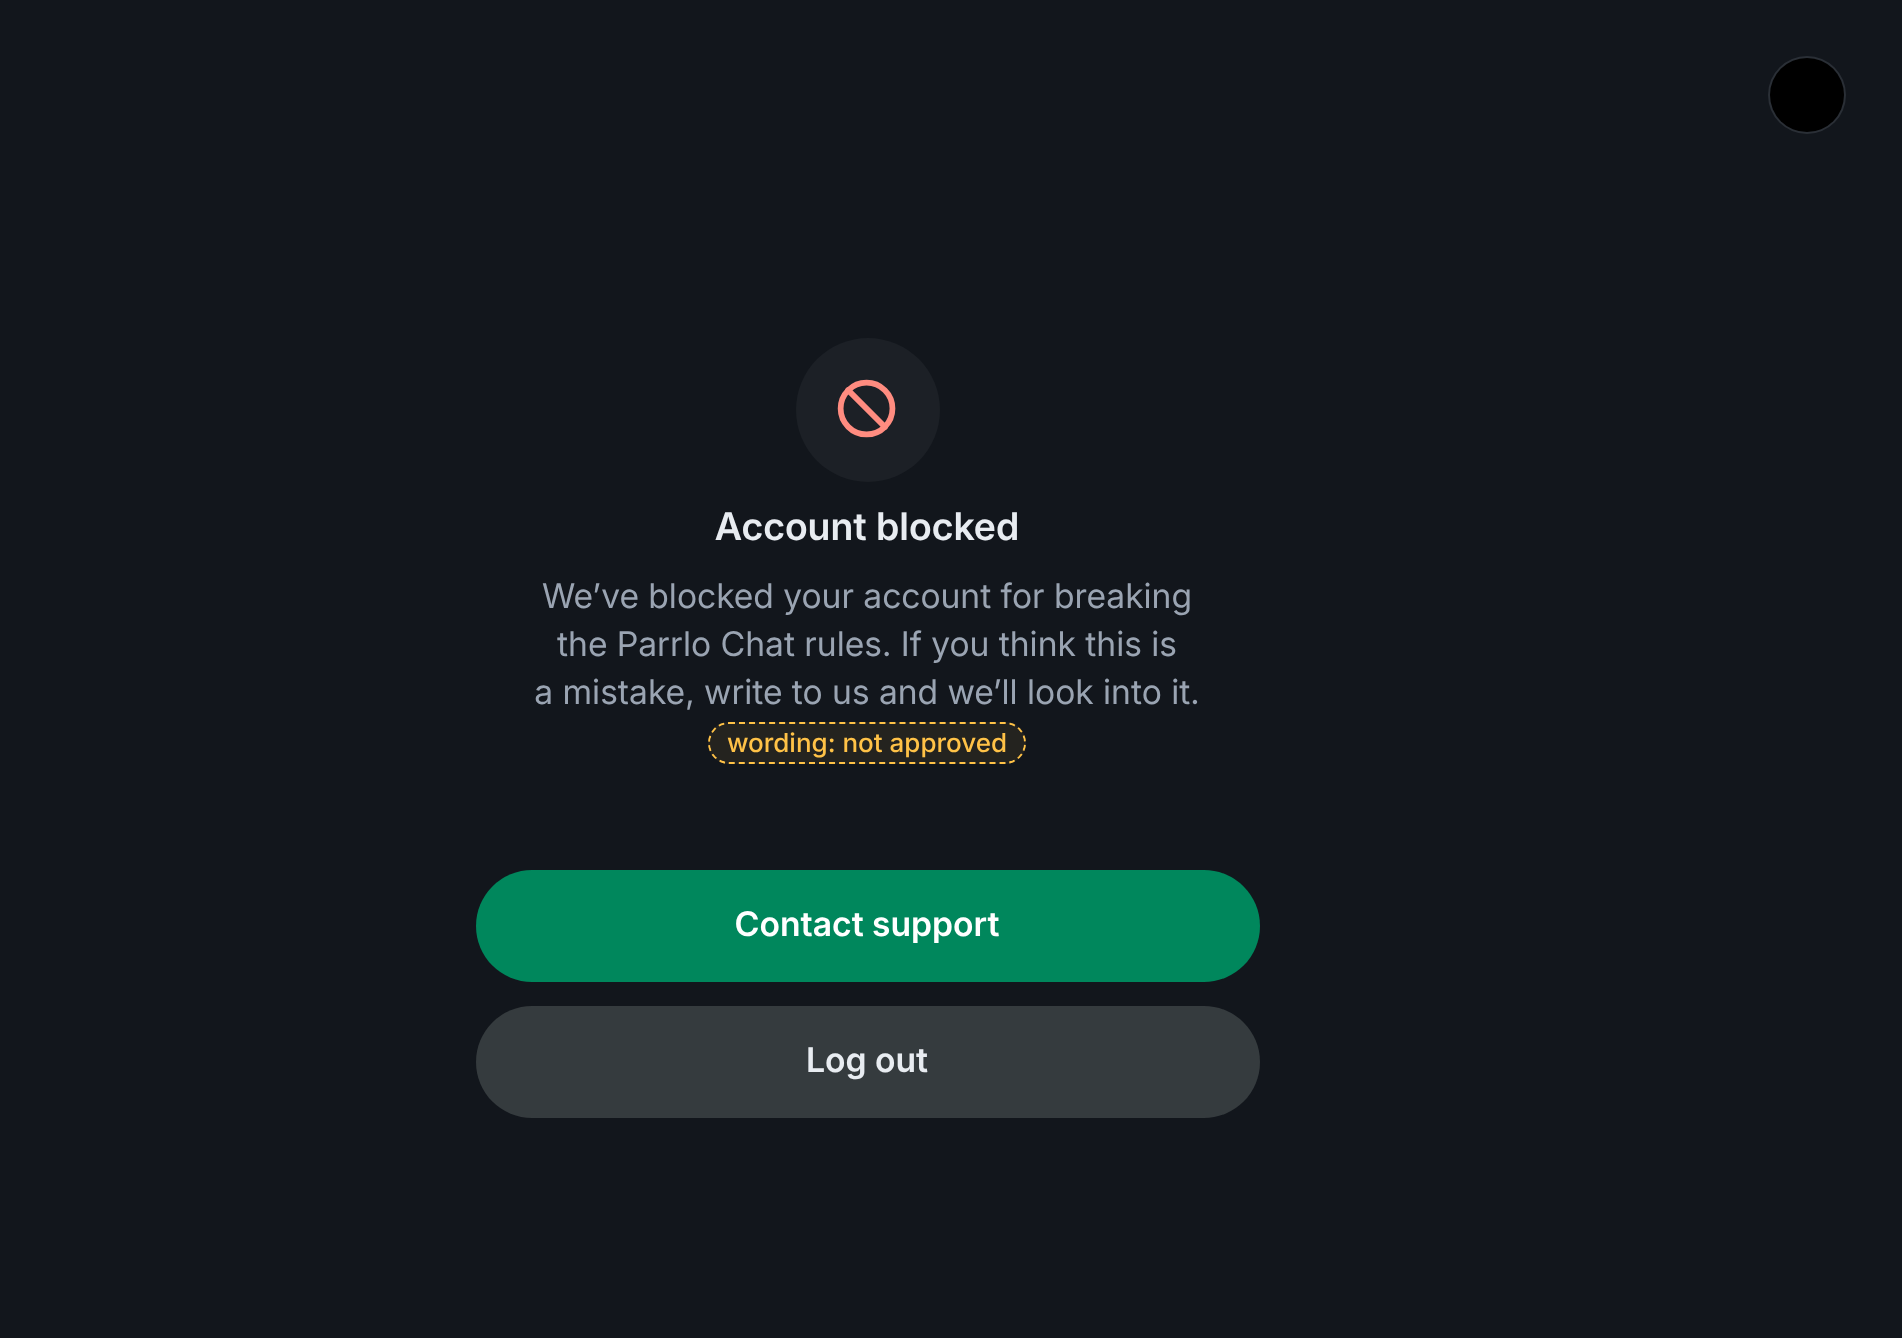 Account blocked
We’ve blocked your account for breaking
the Parrlo Chat rules. If you think this is
a mistake, write to us and we’ll look into it.
wording: not approved
Contact support
Log out